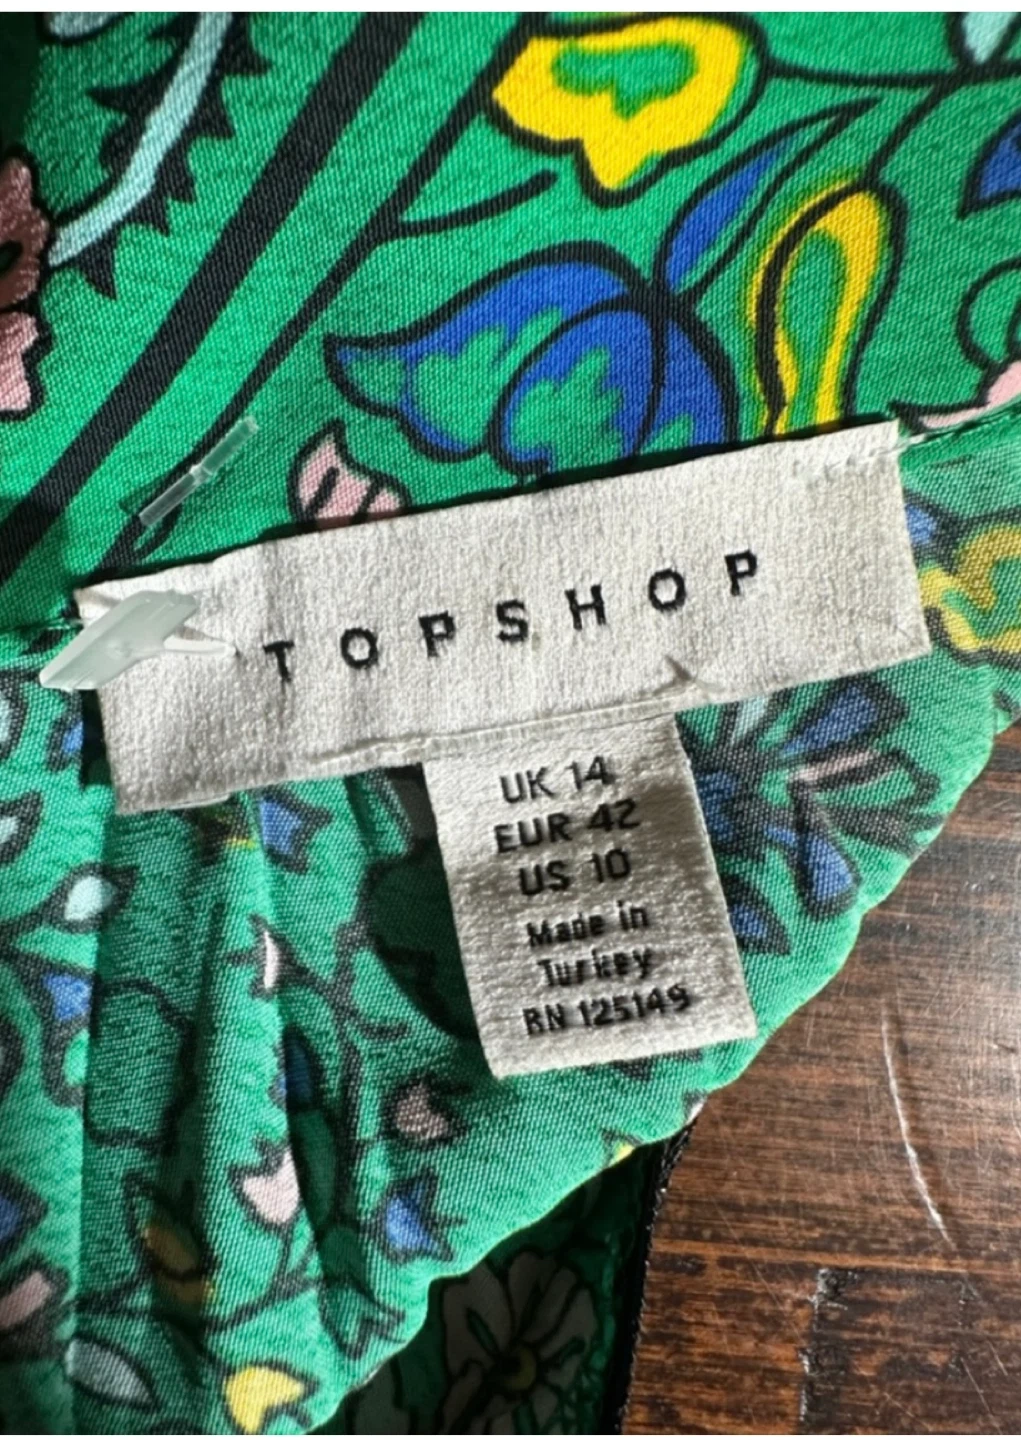 TOPSHOP
UK 14
EUR 42
US 10
Made in
Turkey
RN 125149